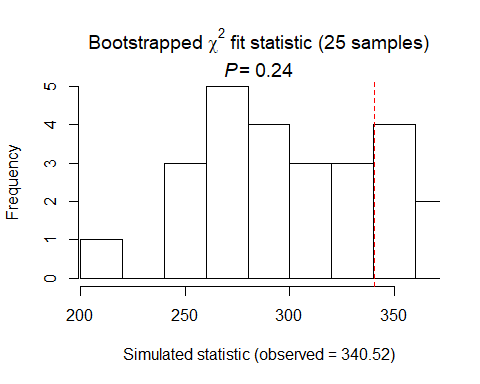 Bootstrapped χ² fit statistic (25 samples)
P = 0.24
Frequency
5
4
3
2
1
0
200 250 300 350
Simulated statistic (observed = 340.52)